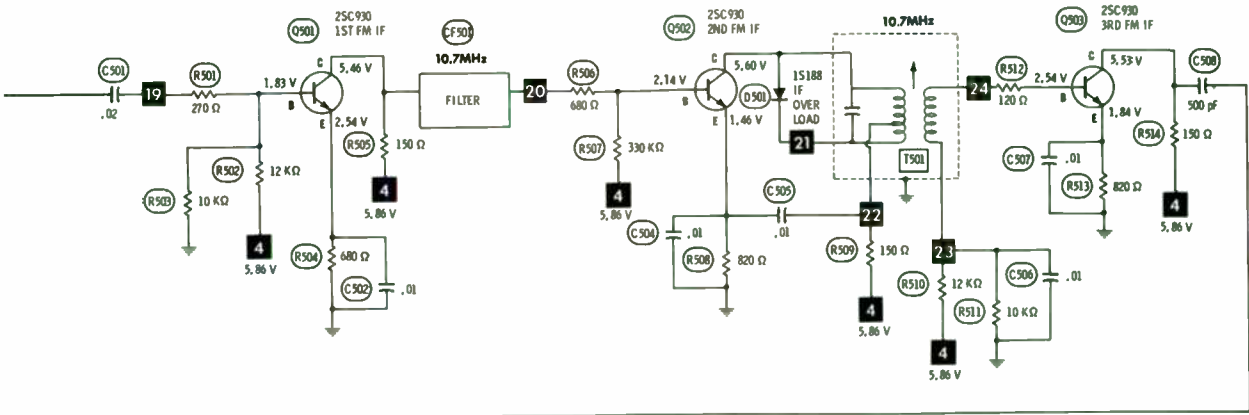 Q501
2SC930
1ST FM IF
CF501
10.7MHz
FILTER
C501
.02
19
R501
270 Ω
1.83 V
B
C
5.46 V
E
2.54 V
R502
12 KΩ
R503
10 KΩ
4
5.86 V
R504
680 Ω
C502
.01
R505
150 Ω
4
5.86 V
20
R506
680 Ω
R507
330 KΩ
4
5.86 V
Q502
2SC930
2ND FM IF
2.14 V
B
C
5.60 V
E
1.46 V
D501
1S188
IF
OVER
LOAD
21
C504
.01
R508
820 Ω
C505
.01
22
R509
150 Ω
4
5.86 V
10.7MHz
T501
23
R510
12 KΩ
4
5.86 V
R511
10 KΩ
C506
.01
24
R512
120 Ω
2.54 V
B
Q503
2SC930
3RD FM IF
C
5.53 V
E
1.84 V
C507
.01
R513
820 Ω
R514
150 Ω
4
5.86 V
C508
500 pF